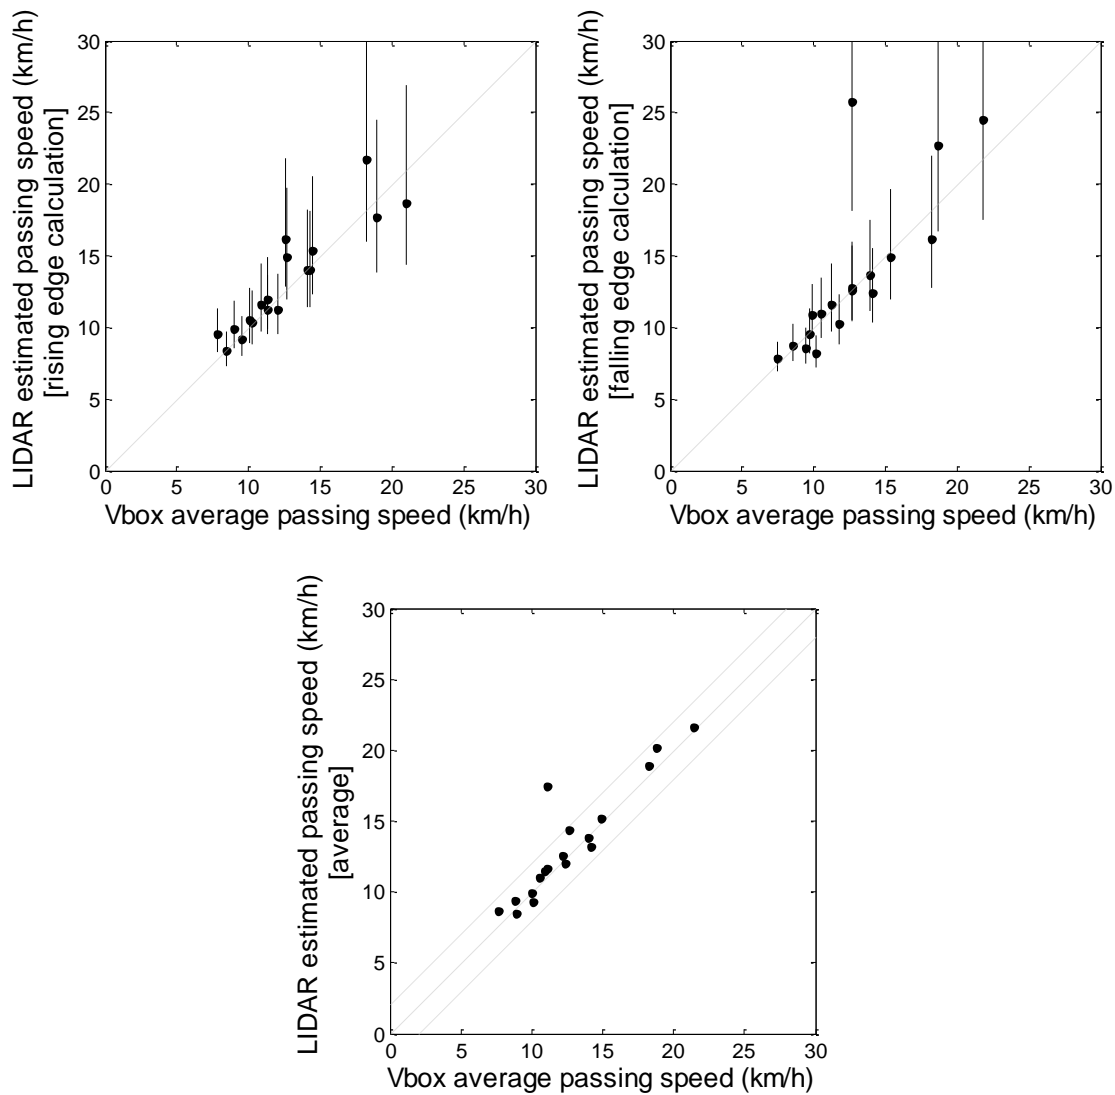 LIDAR estimated passing speed (km/h)
[rising edge calculation]
30
25
20
15
10
5
0
0 5 10 15 20 25 30
Vbox average passing speed (km/h)
LIDAR estimated passing speed (km/h)
[falling edge calculation]
30
25
20
15
10
5
0
0 5 10 15 20 25 30
Vbox average passing speed (km/h)
LIDAR estimated passing speed (km/h)
[average]
30
25
20
15
10
5
0
0 5 10 15 20 25 30
Vbox average passing speed (km/h)